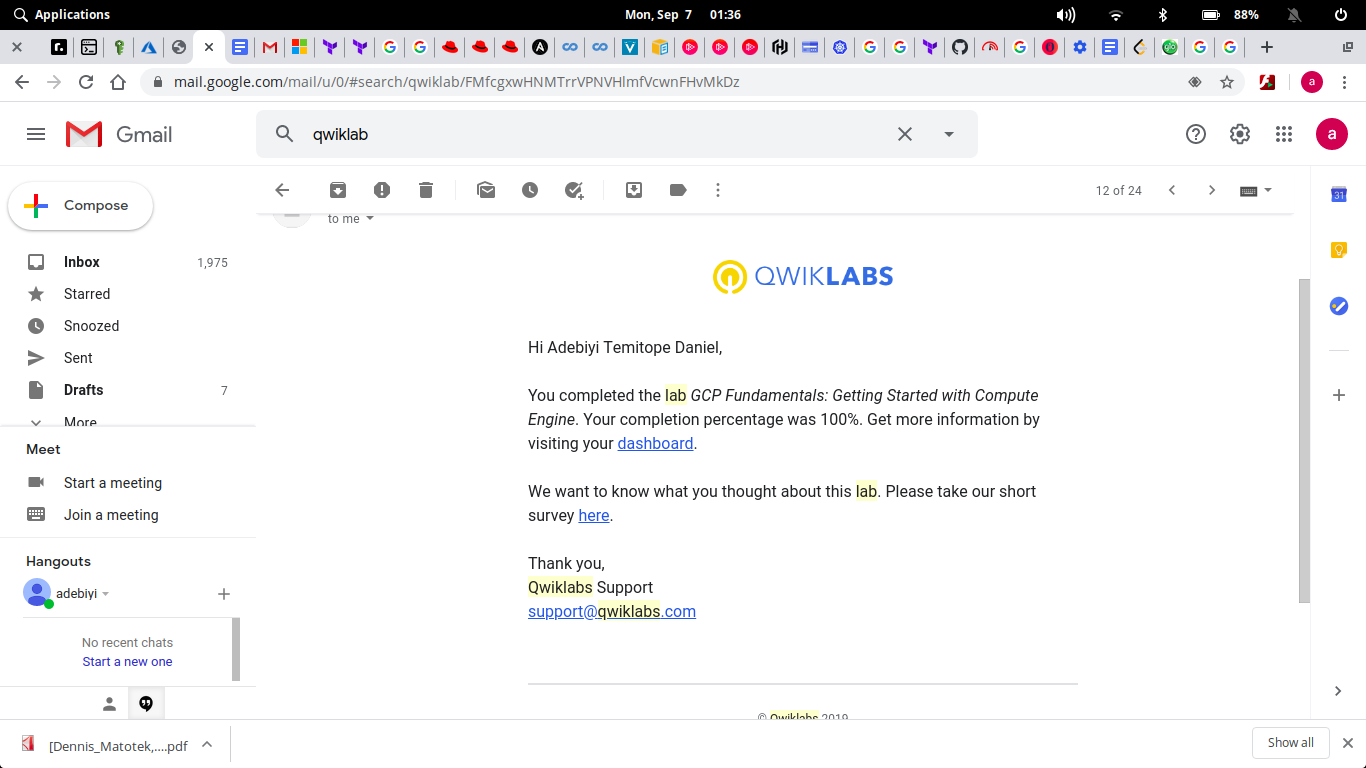 Applications
Mon, Sep 7 01:36
88%
mail.google.com/mail/u/0/#search/qwiklab/FMfcgxwHNMTrrVPNVHlmfVcwnFHvMkDz
a
Gmail
qwiklab
a
Compose
12 of 24
31
to me
Inbox 1,975
Starred
Snoozed
Sent
Drafts 7
More
QWIKLABS
Hi Adebiyi Temitope Daniel,
You completed the lab GCP Fundamentals: Getting Started with Compute
Engine. Your completion percentage was 100%. Get more information by
visiting your dashboard.
We want to know what you thought about this lab. Please take our short
survey here.
Thank you,
Qwiklabs Support
support@qwiklabs.com
© Qwiklabs 2019
Meet
Start a meeting
Join a meeting
Hangouts
adebiyi
No recent chats
Start a new one
[Dennis_Matotek,....pdf
Show all